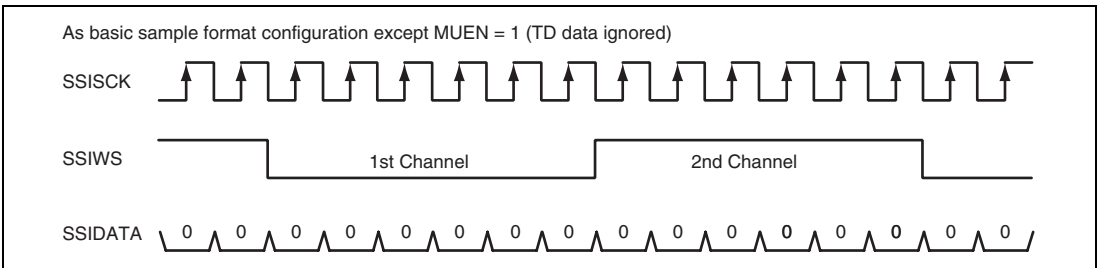 As basic sample format configuration except MUEN = 1 (TD data ignored)
SSISCK
SSIWS 1st Channel 2nd Channel
SSIDATA 0 0 0 0 0 0 0 0 0 0 0 0 0 0 0 0